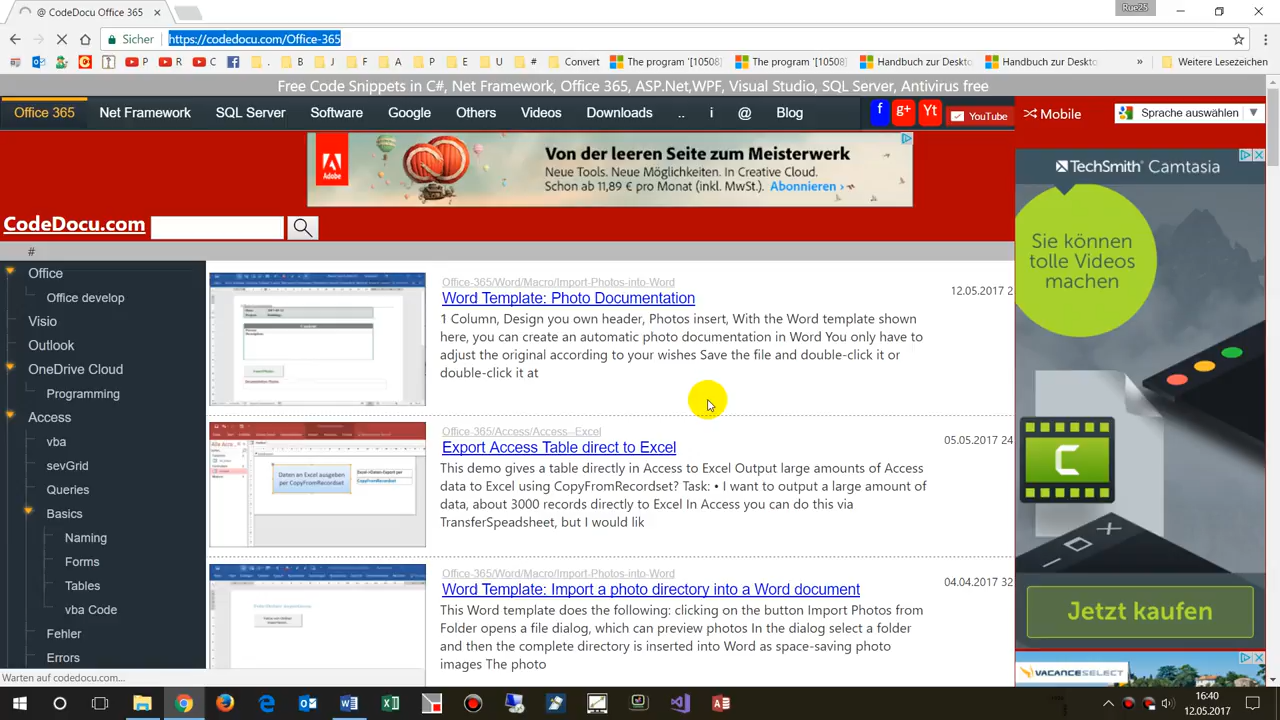 @ CodeDocu Office 365
Rue25
Sicher
https://codedocu.com/Office-365
P R C F . J F A P E U # Convert The program '[10508] The program '[10508] Handbuch zur Deskto Handbuch zur Deskto » Weitere Lesezeichen
Free Code Snippets in C#, Net Framework, Office 365, ASP.Net,WPF, Visual Studio, SQL Server, Antivirus free
Office 365 Net Framework SQL Server Software Google Others Videos Downloads .. i @ Blog
f g+ Yt YouTube
Mobile
Sprache auswählen ▼
Adobe
Von der leeren Seite zum Meisterwerk
Neue Tools. Neue Möglichkeiten. In Creative Cloud.
Schon ab 11,89 € pro Monat (inkl. MwSt.). Abonnieren ›
TechSmith Camtasia
Sie können
tolle Videos
machen
C
Jetzt kaufen
VACANCESELECT
CodeDocu.com
#
Office
Office develop
Visio
Outlook
OneDrive Cloud
Programming
Access
vba
sevGrid
Queries
Basics
Naming
Forms
Tables
vba Code
Fehler
Errors
Office-365/Word/Macro/Import-Photos-into-Word
Word Template: Photo Documentation
12.05.2017 2
1 Column, Design you own header, Photos insert, With the Word template shown
here, you can create an automatic photo documentation in Word You only have to
adjust the original according to your wishes Save the file and double-click it or
double-click it at
Daten an Excel ausgeben
per CopyFromRecordset
CopyFromRecordset
Office-365/Access/Access--Excel
Export Access Table direct to Excel
03.05.2017 24
This demo gives a table directly in Access to Excel Output large amounts of Access
data to Excel using CopyFromRecordset? Task: • I want to output a large amount of
data, about 3000 records directly to Excel In Access you can do this via
TransferSpeadsheet, but I would lik
Office-365/Word/Macro/Import-Photos-into-Word
Word Template: Import a photo directory into a Word document
04.04.2017 32
This Word template does the following: clicking on the button Import Photos from
Folder opens a file dialog, which can preview photos In the dialog select a folder
and then the complete directory is inserted into Word as space-saving photo
images The photo
Warten auf codedocu.com...
16:40
12.05.2017